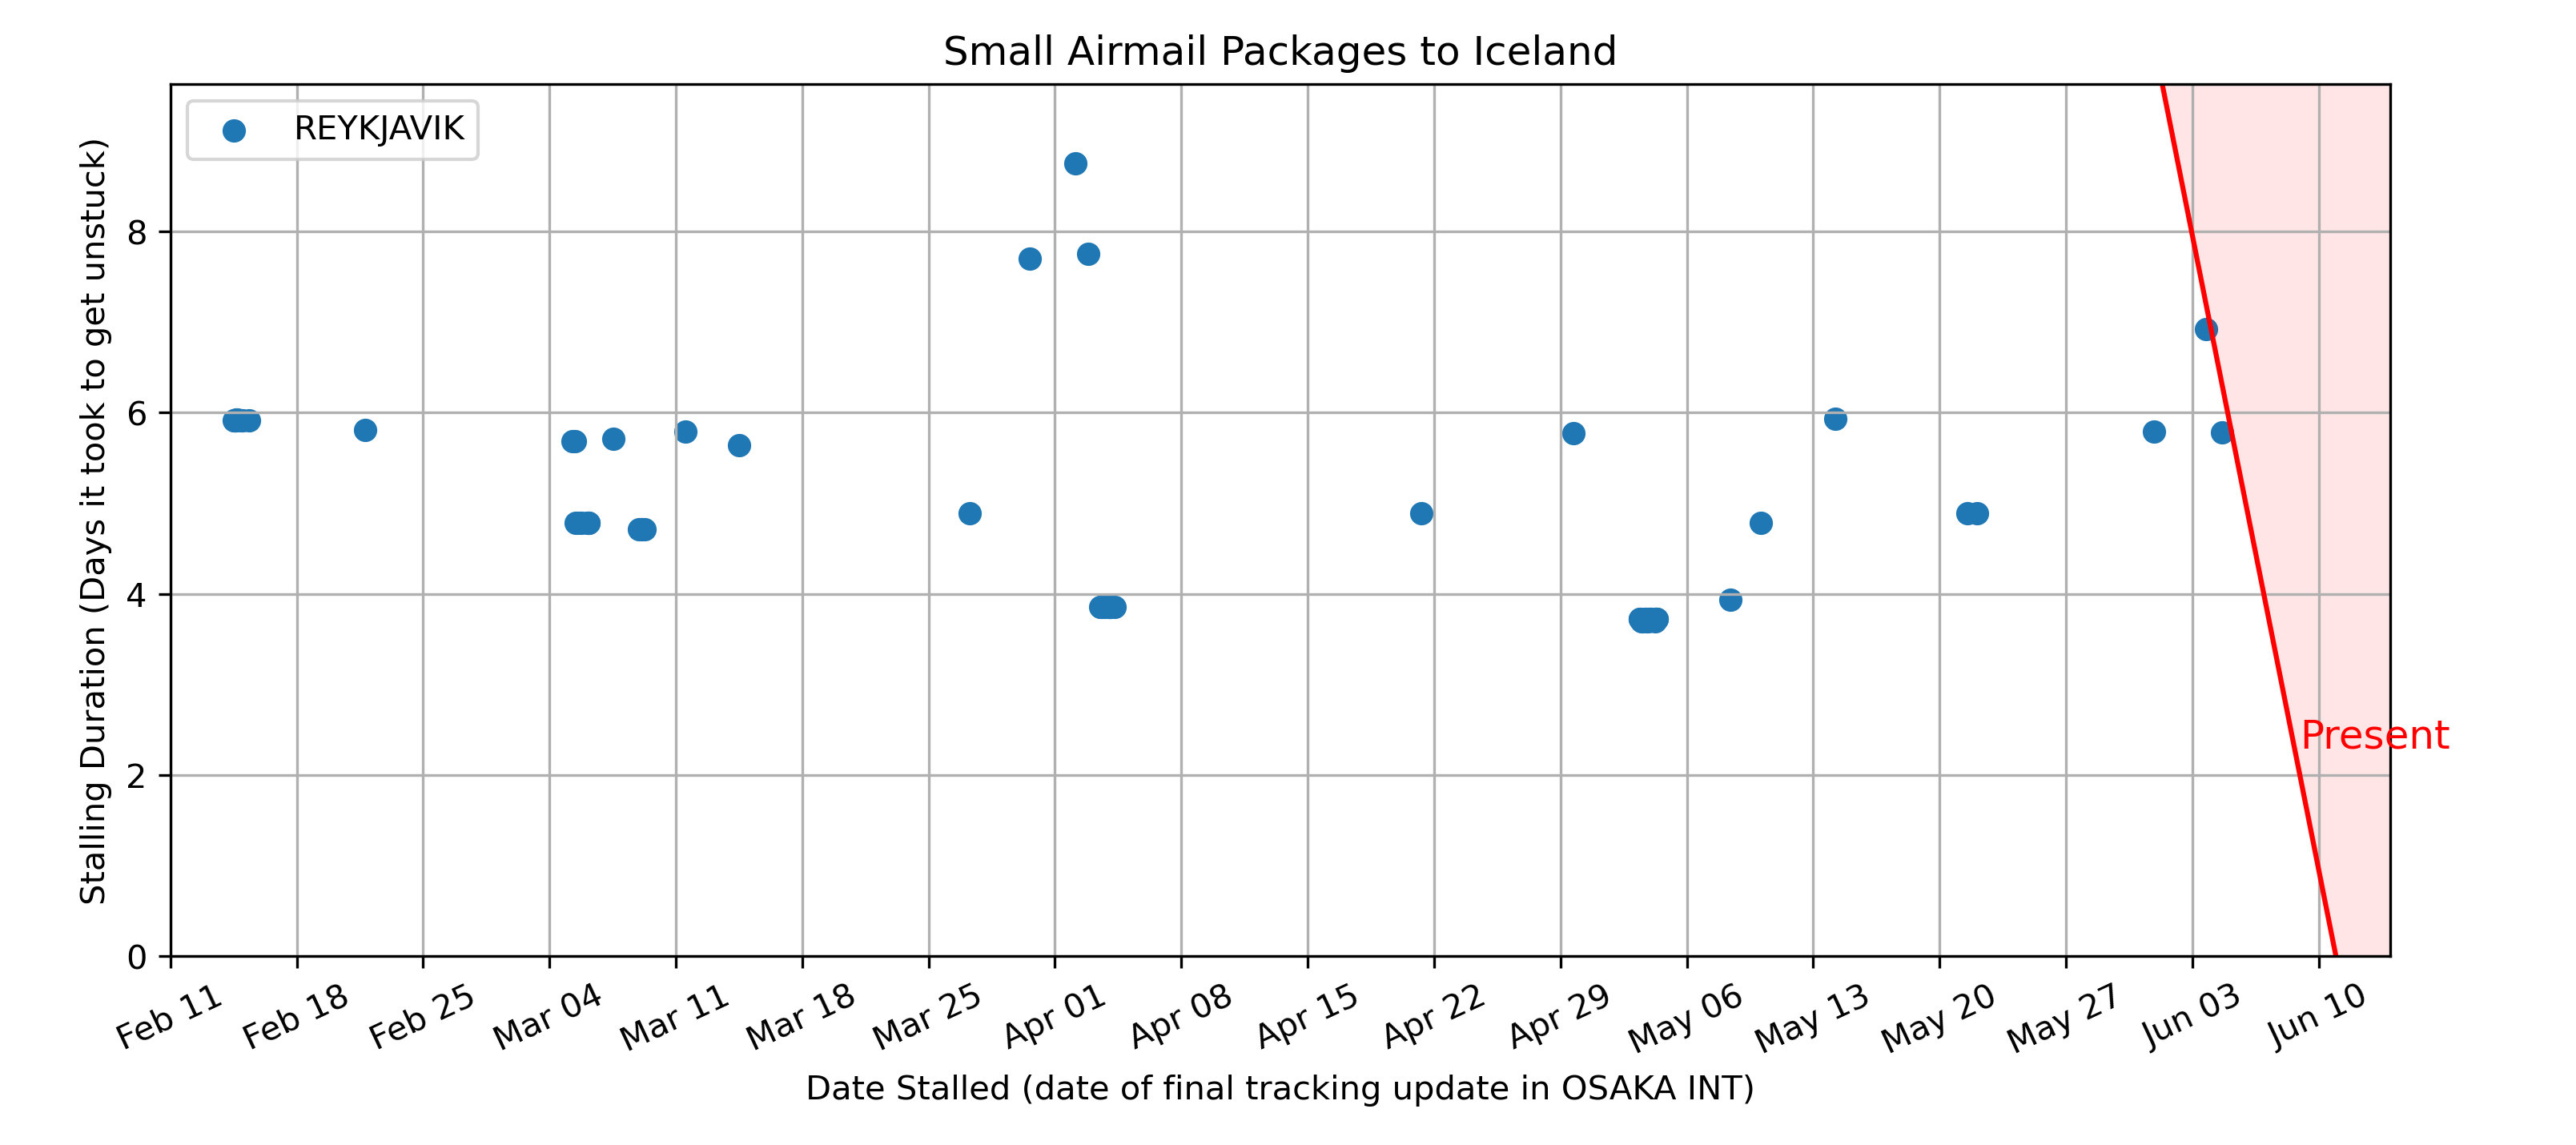 Small Airmail Packages to Iceland
REYKJAVIK
Stalling Duration (Days it took to get unstuck)
8
6
4
2
0
Present
Feb 11 Feb 18 Feb 25 Mar 04 Mar 11 Mar 18 Mar 25 Apr 01 Apr 08 Apr 15 Apr 22 Apr 29 May 06 May 13 May 20 May 27 Jun 03 Jun 10
Date Stalled (date of final tracking update in OSAKA INT)